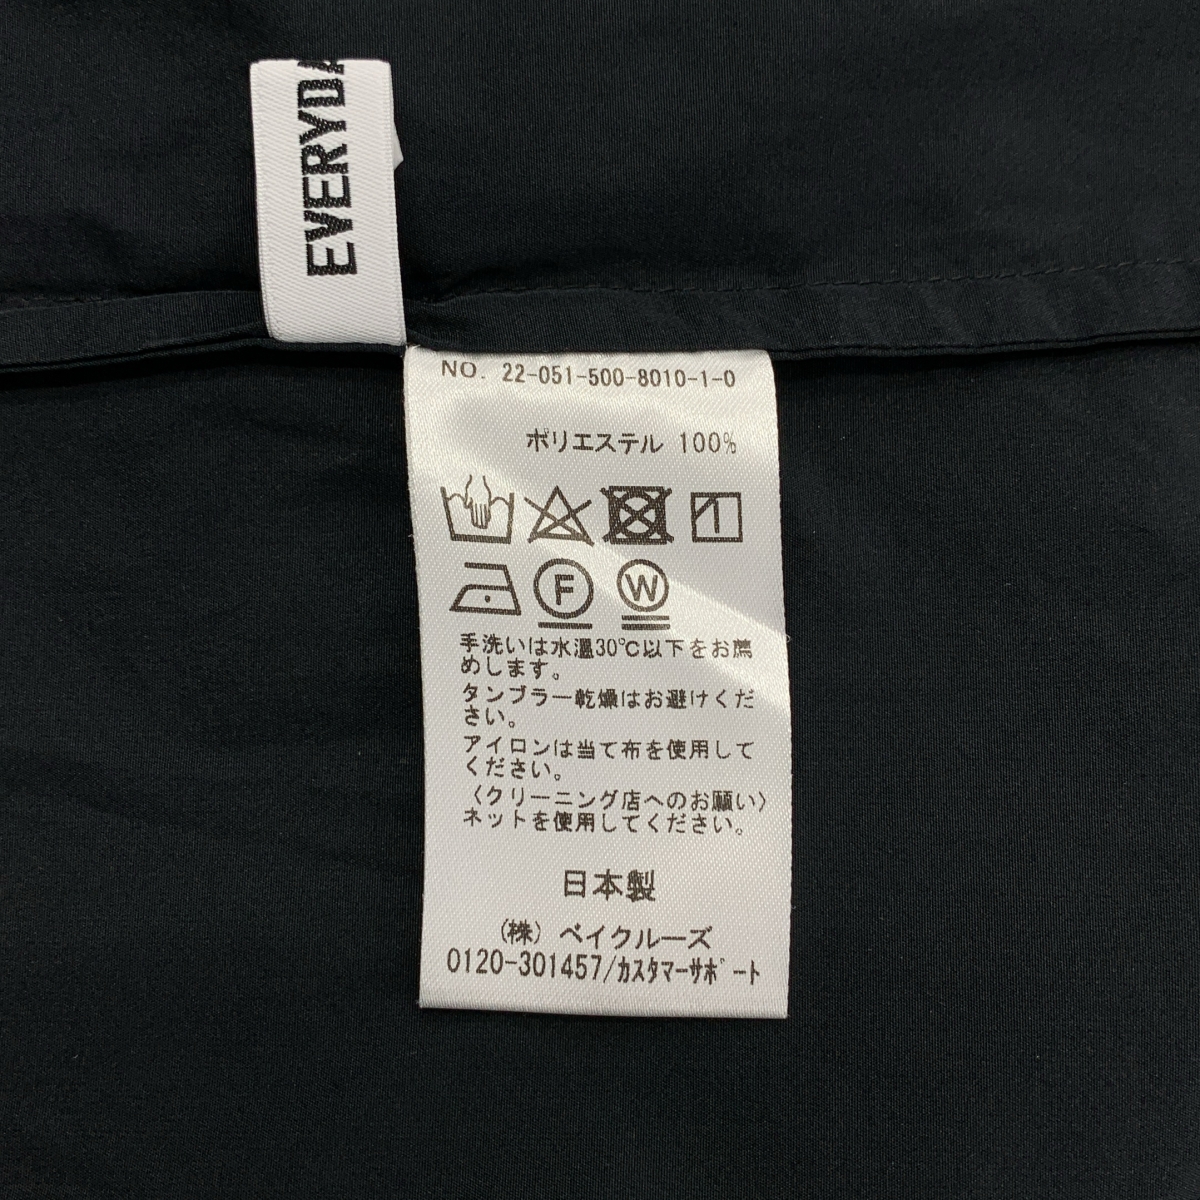 EVERYDA
NO. 22-051-500-8010-1-0
ポリエステル 100%
F
W
手洗いは水温30℃以下をお薦
めします。
タンブラー乾燥はお避けくだ
さい。
アイロンは当て布を使用して
ください。
〈クリーニング店へのお願い〉
ネットを使用してください。
日本製
(株) ベイクルーズ
0120-301457/ｶｽﾀﾏｰｻﾎﾟｰﾄ